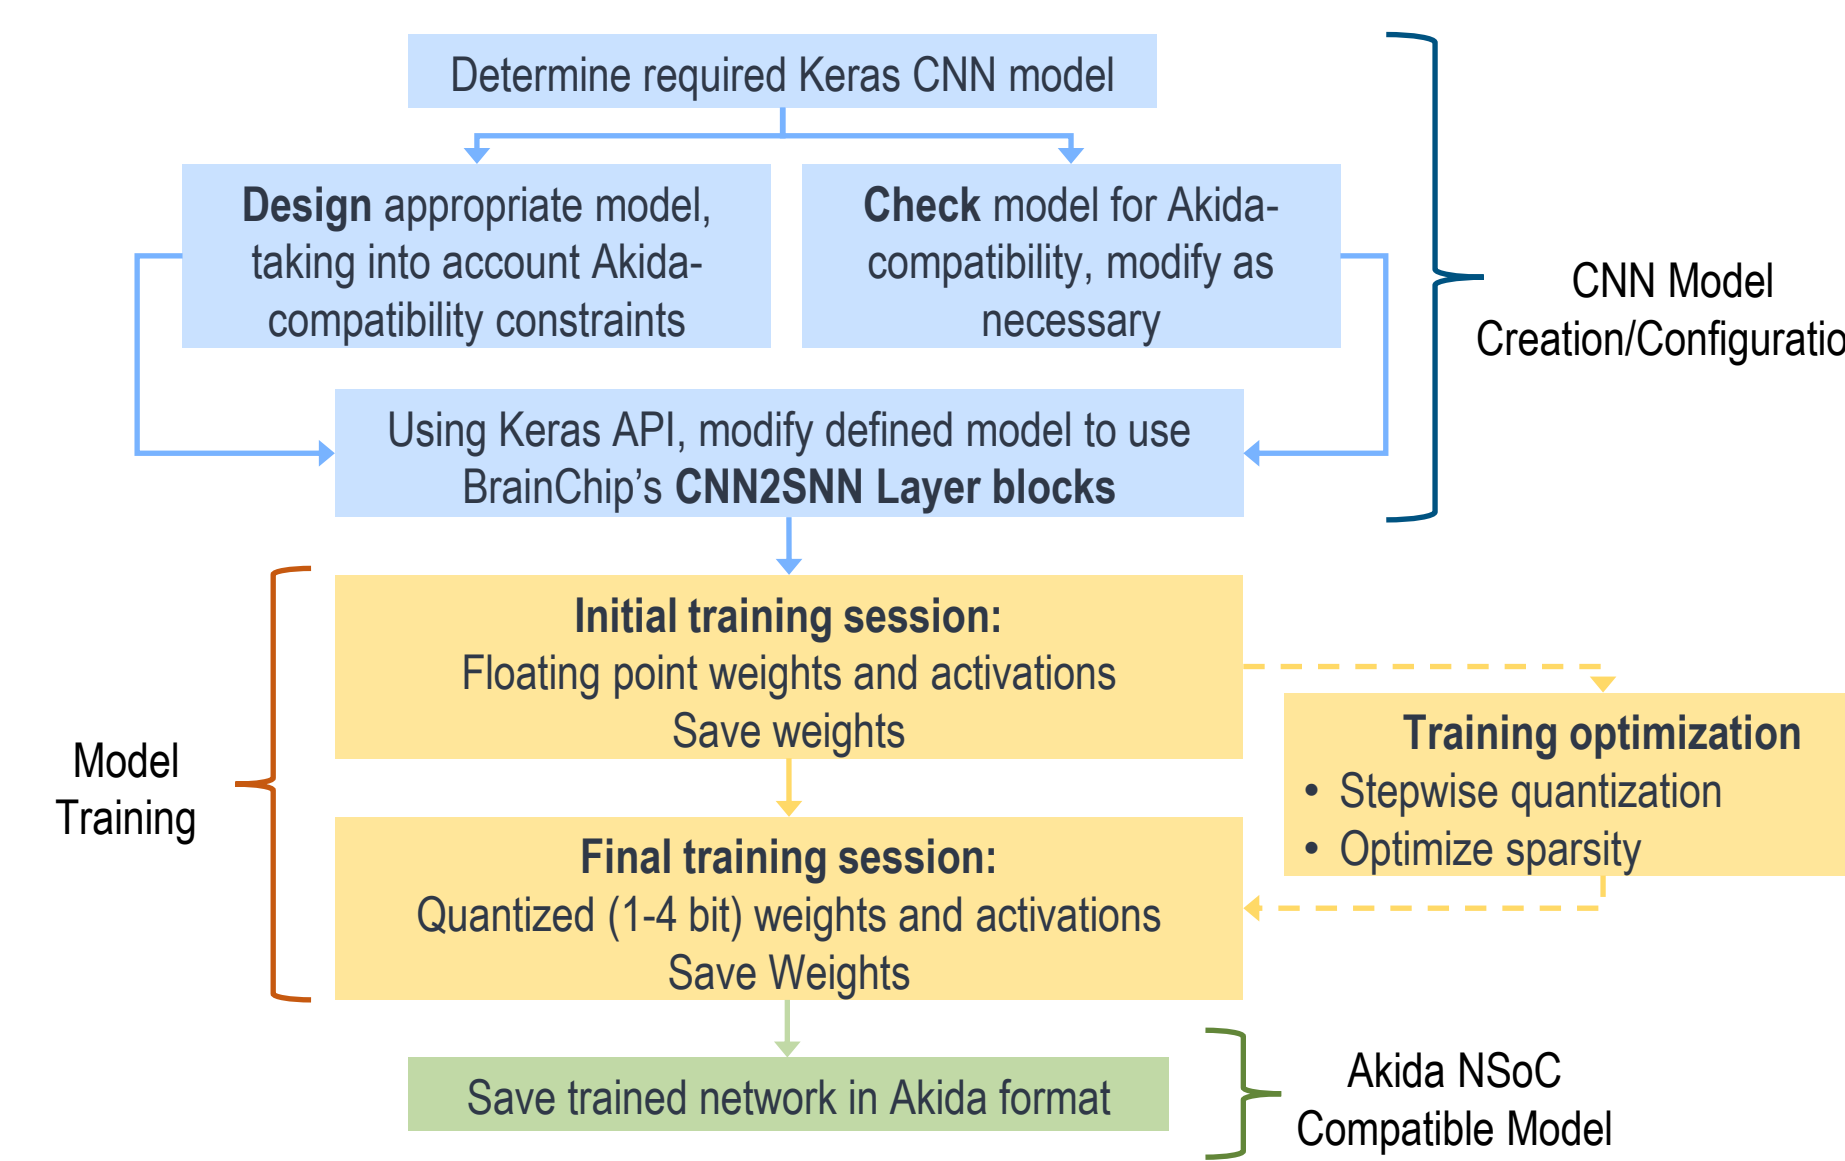 Determine required Keras CNN model
Design appropriate model,
taking into account Akida-
compatibility constraints
Check model for Akida-
compatibility, modify as
necessary
CNN Model
Creation/Configuratio
Using Keras API, modify defined model to use
BrainChip's CNN2SNN Layer blocks
Initial training session:
Floating point weights and activations
Save weights
Training optimization
• Stepwise quantization
• Optimize sparsity
Model
Training
Final training session:
Quantized (1-4 bit) weights and activations
Save Weights
Save trained network in Akida format
Akida NSoC
Compatible Model